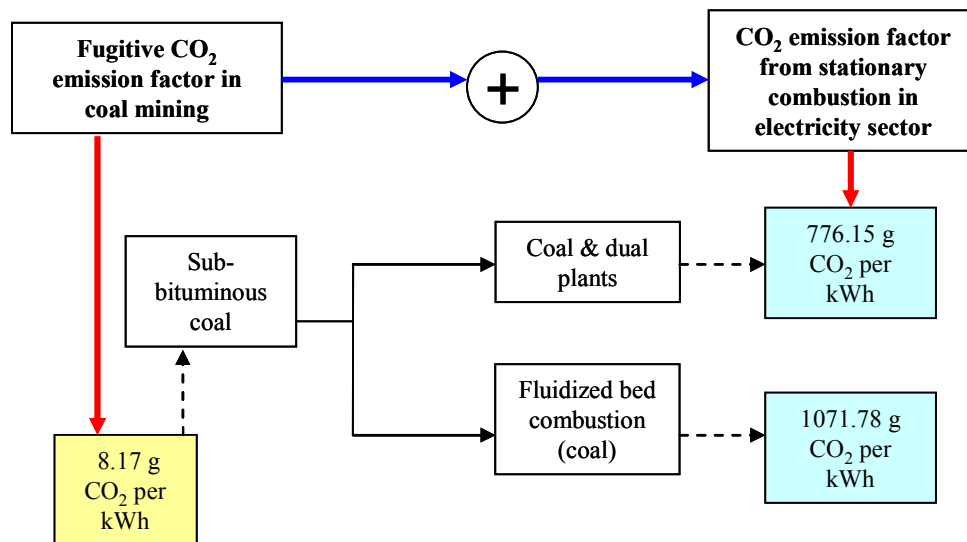 Fugitive CO₂
emission factor in
coal mining
+
CO₂ emission factor
from stationary
combustion in
electricity sector
Sub-
bituminous
coal
Coal & dual
plants
776.15 g
CO₂ per
kWh
Fluidized bed
combustion
(coal)
1071.78 g
CO₂ per
kWh
8.17 g
CO₂ per
kWh